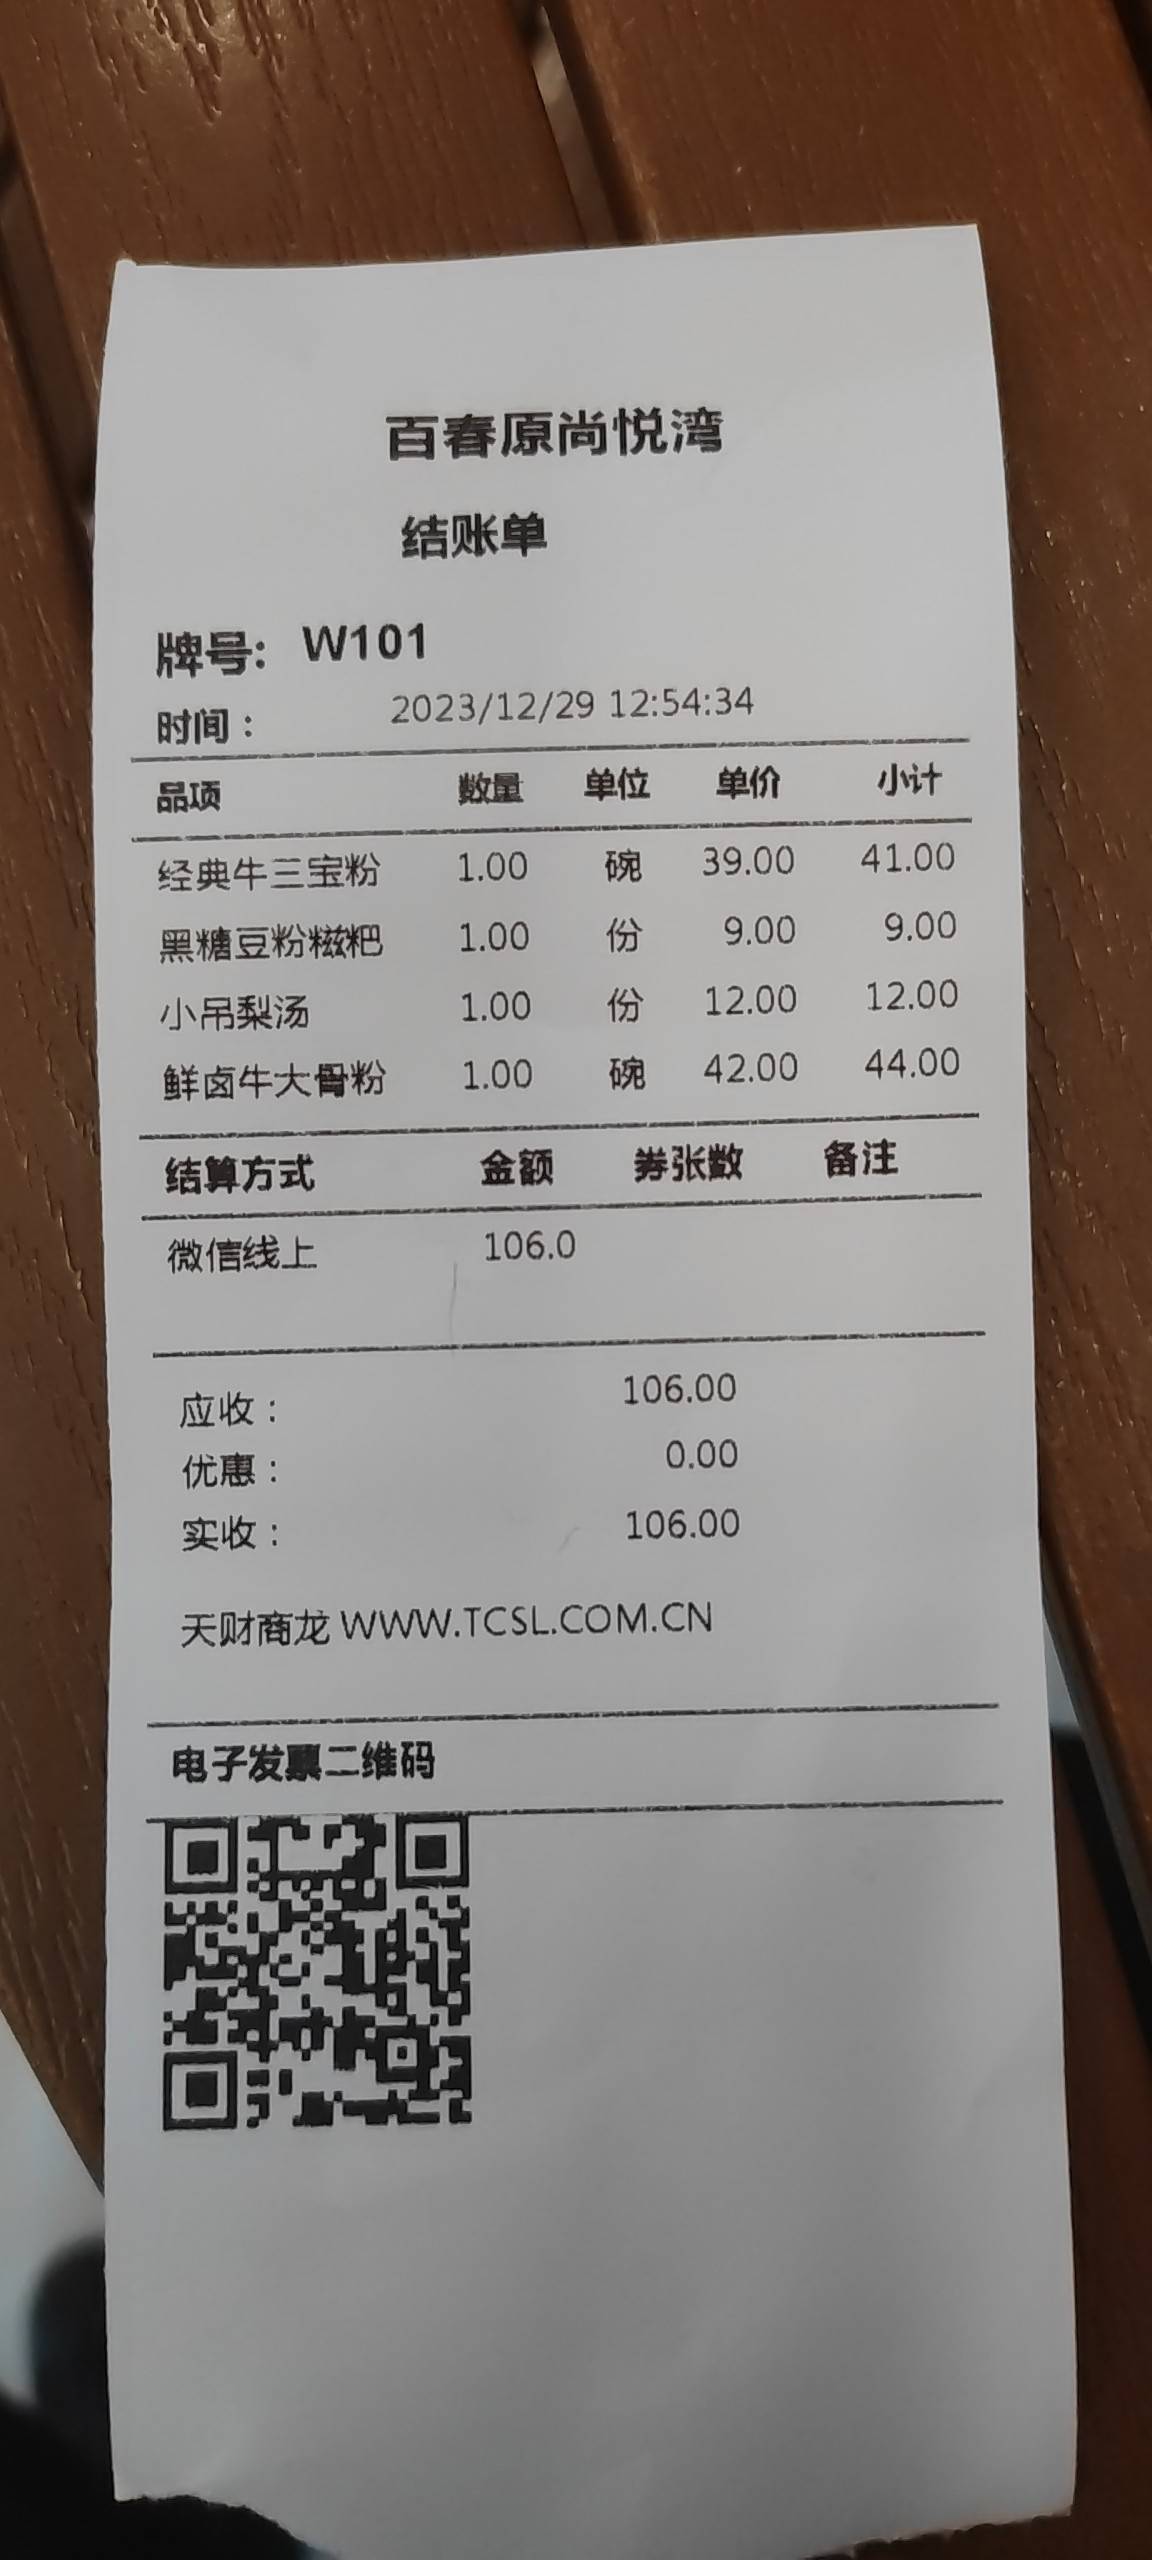 百春原尚悦湾
结账单
牌号: W101
时间： 2023/12/29 12:54:34
品项 数量 单位 单价 小计
经典牛三宝粉 1.00 碗 39.00 41.00
黑糖豆粉糍粑 1.00 份 9.00 9.00
小吊梨汤 1.00 份 12.00 12.00
鲜卤牛大骨粉 1.00 碗 42.00 44.00
结算方式 金额 券张数 备注
微信线上 106.0
应收： 106.00
优惠： 0.00
实收： 106.00
天财商龙 WWW.TCSL.COM.CN
电子发票二维码